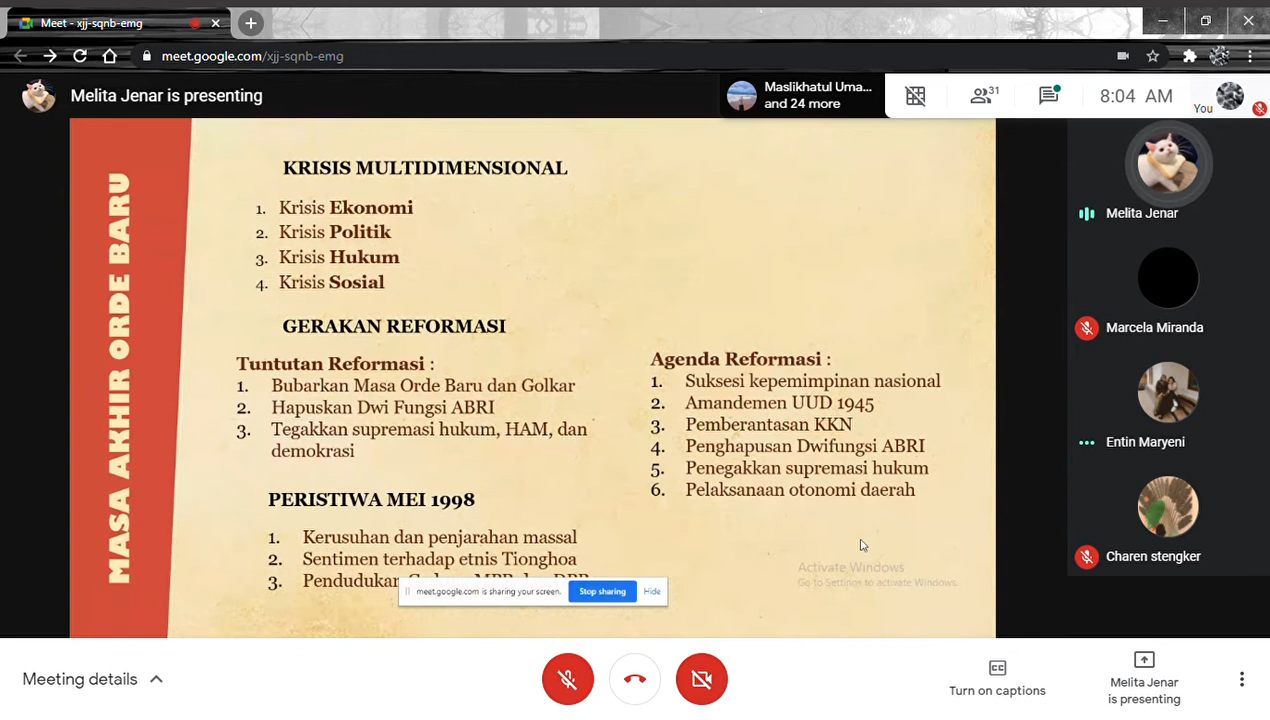 Meet - xjj-sqnb-emg
meet.google.com/xjj-sqnb-emg
Melita Jenar is presenting
Maslikhatul Uma...
and 24 more
31
8:04 AM
You
MASA AKHIR ORDE BARU
KRISIS MULTIDIMENSIONAL
1. Krisis Ekonomi
2. Krisis Politik
3. Krisis Hukum
4. Krisis Sosial
GERAKAN REFORMASI
Tuntutan Reformasi :
1. Bubarkan Masa Orde Baru dan Golkar
2. Hapuskan Dwi Fungsi ABRI
3. Tegakkan supremasi hukum, HAM, dan
demokrasi
PERISTIWA MEI 1998
1. Kerusuhan dan penjarahan massal
2. Sentimen terhadap etnis Tionghoa
3. Pendudukan
Agenda Reformasi :
1. Suksesi kepemimpinan nasional
2. Amandemen UUD 1945
3. Pemberantasan KKN
4. Penghapusan Dwifungsi ABRI
5. Penegakkan supremasi hukum
6. Pelaksanaan otonomi daerah
Activate Windows
Go to Settings to activate Windows.
meet.google.com is sharing your screen.
Stop sharing
Hide
Melita Jenar
Marcela Miranda
Entin Maryeni
Charen stengker
Meeting details
CC
Turn on captions
Melita Jenar
is presenting